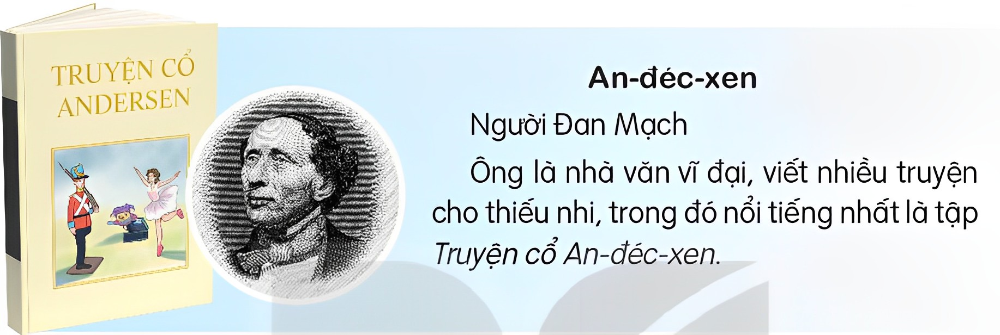 TRUYỆN CỔ
ANDERSEN
An-đéc-xen
Người Đan Mạch
Ông là nhà văn vĩ đại, viết nhiều truyện
cho thiếu nhi, trong đó nổi tiếng nhất là tập
Truyện cổ An-đéc-xen.